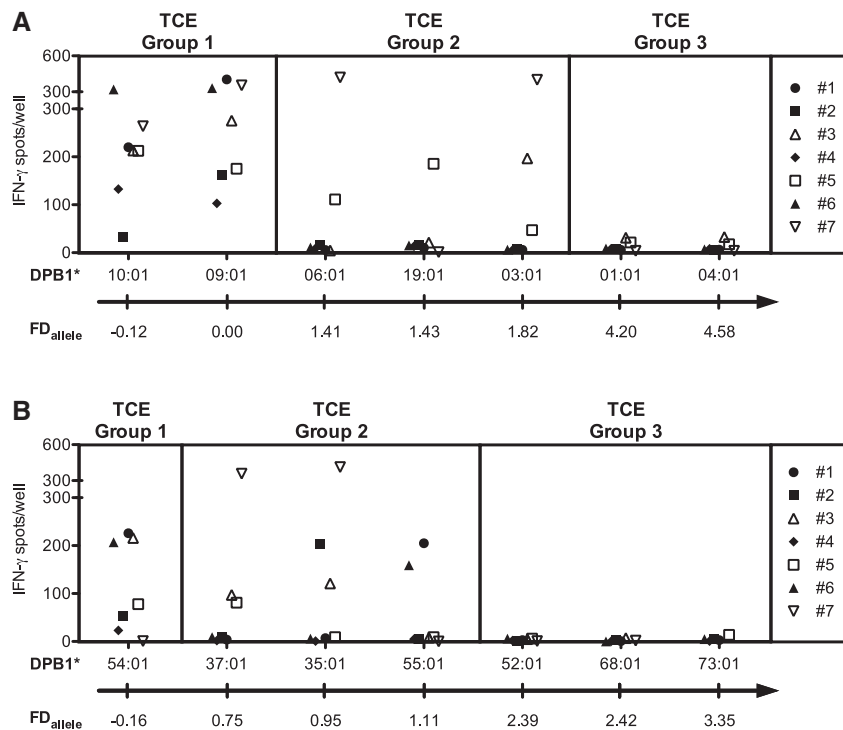 A
TCE Group 1
TCE Group 2
TCE Group 3
IFN-γ spots/well
600
300
300
200
100
0
#1
#2
#3
#4
#5
#6
#7
DPB1* 10:01 09:01 06:01 19:01 03:01 01:01 04:01
FDallele -0.12 0.00 1.41 1.43 1.82 4.20 4.58
B
TCE Group 1
TCE Group 2
TCE Group 3
IFN-γ spots/well
600
300
300
200
100
0
#1
#2
#3
#4
#5
#6
#7
DPB1* 54:01 37:01 35:01 55:01 52:01 68:01 73:01
FDallele -0.16 0.75 0.95 1.11 2.39 2.42 3.35